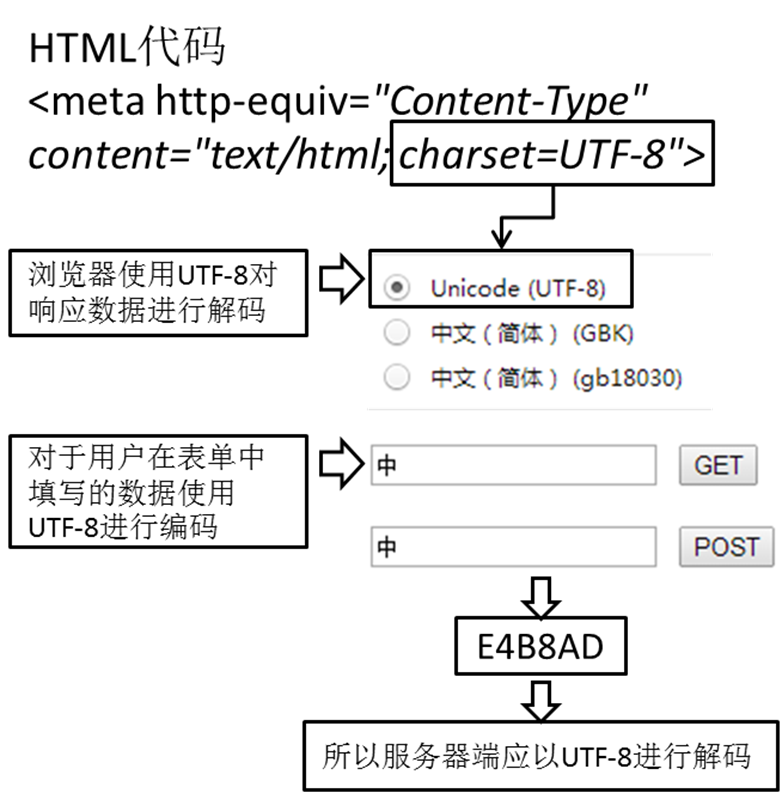 HTML代码
<meta http-equiv="Content-Type"
content="text/html;charset=UTF-8">
浏览器使用UTF-8对
响应数据进行解码
Unicode (UTF-8)
中文（简体）(GBK)
中文（简体）(gb18030)
对于用户在表单中
填写的数据使用
UTF-8进行编码
中
GET
中
POST
E4B8AD
所以服务器端应以UTF-8进行解码